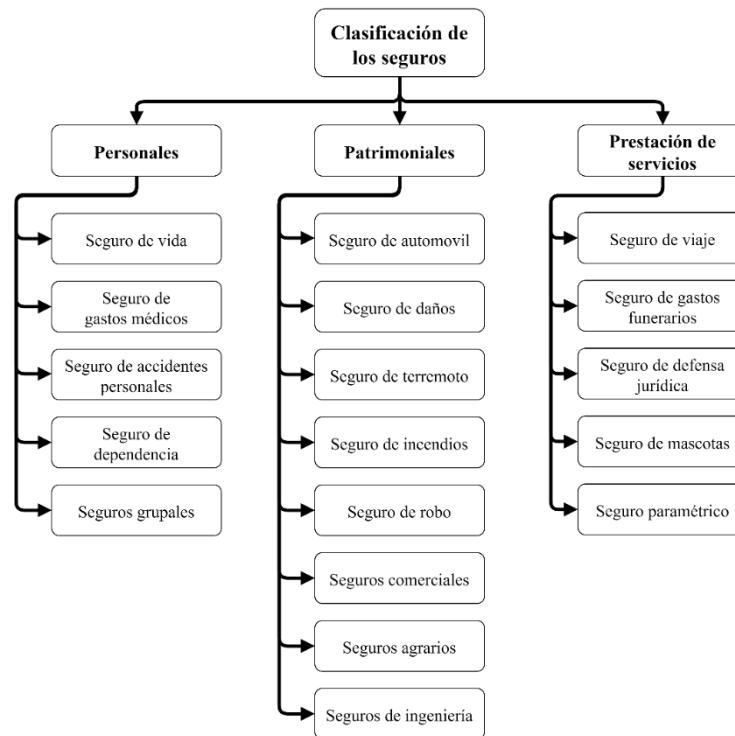 Clasificación de
los seguros
Personales
Seguro de vida
Seguro de
gastos médicos
Seguro de accidentes
personales
Seguro de
dependencia
Seguros grupales
Patrimoniales
Seguro de automovil
Seguro de daños
Seguro de terremoto
Seguro de incendios
Seguro de robo
Seguros comerciales
Seguros agrarios
Seguros de ingeniería
Prestación de
servicios
Seguro de viaje
Seguro de gastos
funerarios
Seguro de defensa
jurídica
Seguro de mascotas
Seguro paramétrico